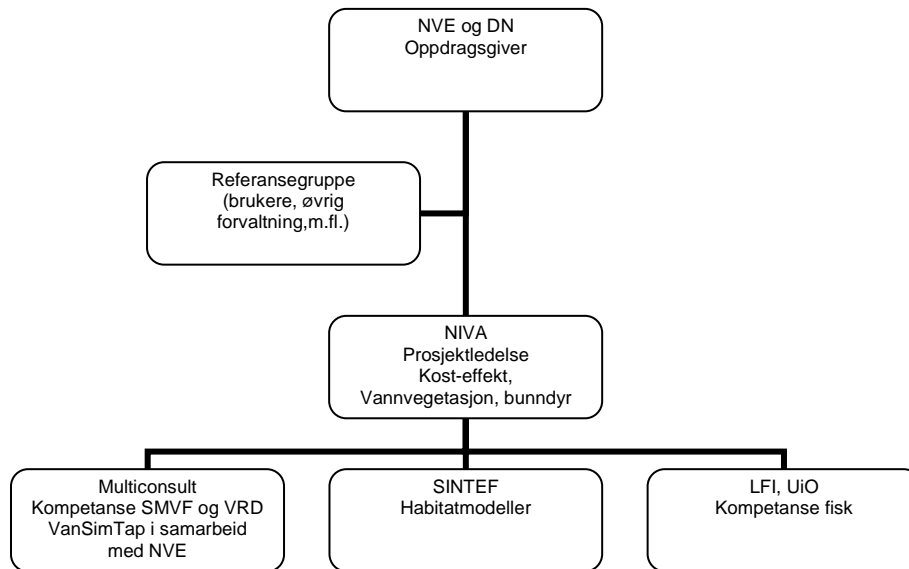 NVE og DN
Oppdragsgiver
Referansegruppe
(brukere, øvrig
forvaltning,m.fl.)
NIVA
Prosjektledelse
Kost-effekt,
Vannvegetasjon, bunndyr
Multiconsult
Kompetanse SMVF og VRD
VanSimTap i samarbeid
med NVE
SINTEF
Habitatmodeller
LFI, UiO
Kompetanse fisk